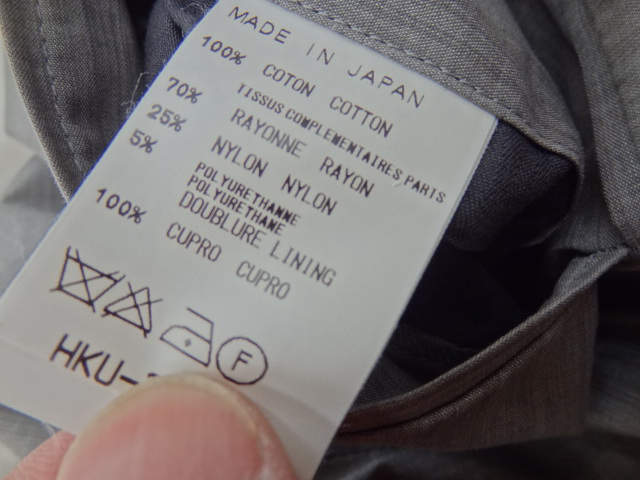 MADE IN JAPAN
100% COTON COTTON
TISSUS COMPLEMENTAIRES PARTS
70% RAYONNE RAYON
25% NYLON NYLON
5% POLYURETHANNE
POLYURETHANE
DOUBLURE LINING
100% CUPRO CUPRO
F
HKU-